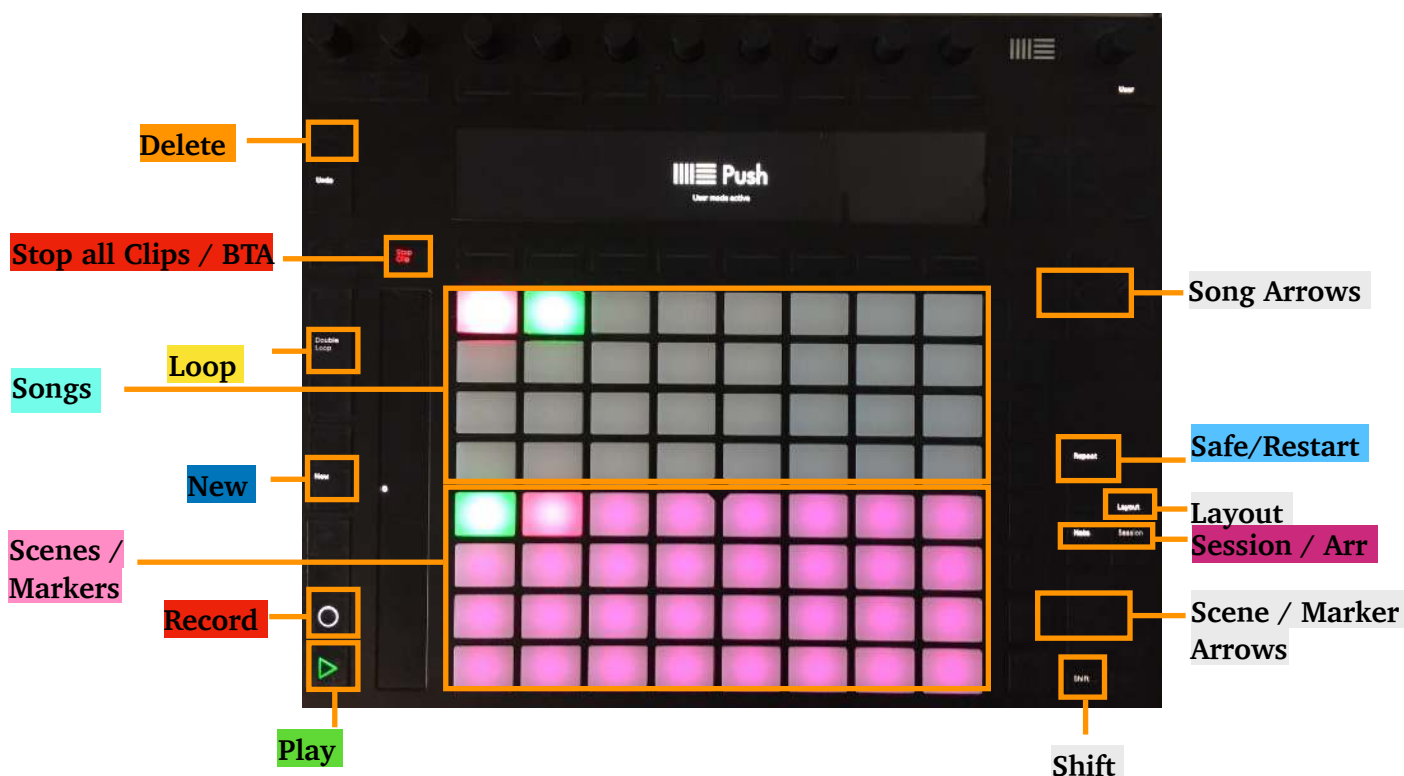 User
Delete
Undo
Push
User mode active
Stop all Clips / BTA
Stop
Clip
Song Arrows
Double
Loop
Loop
Songs
Safe/Restart
Repeat
New
New
Layout
Layout
Note Session
Session / Arr
Scenes /
Markers
Record
Scene / Marker
Arrows
Shift
Play
Shift